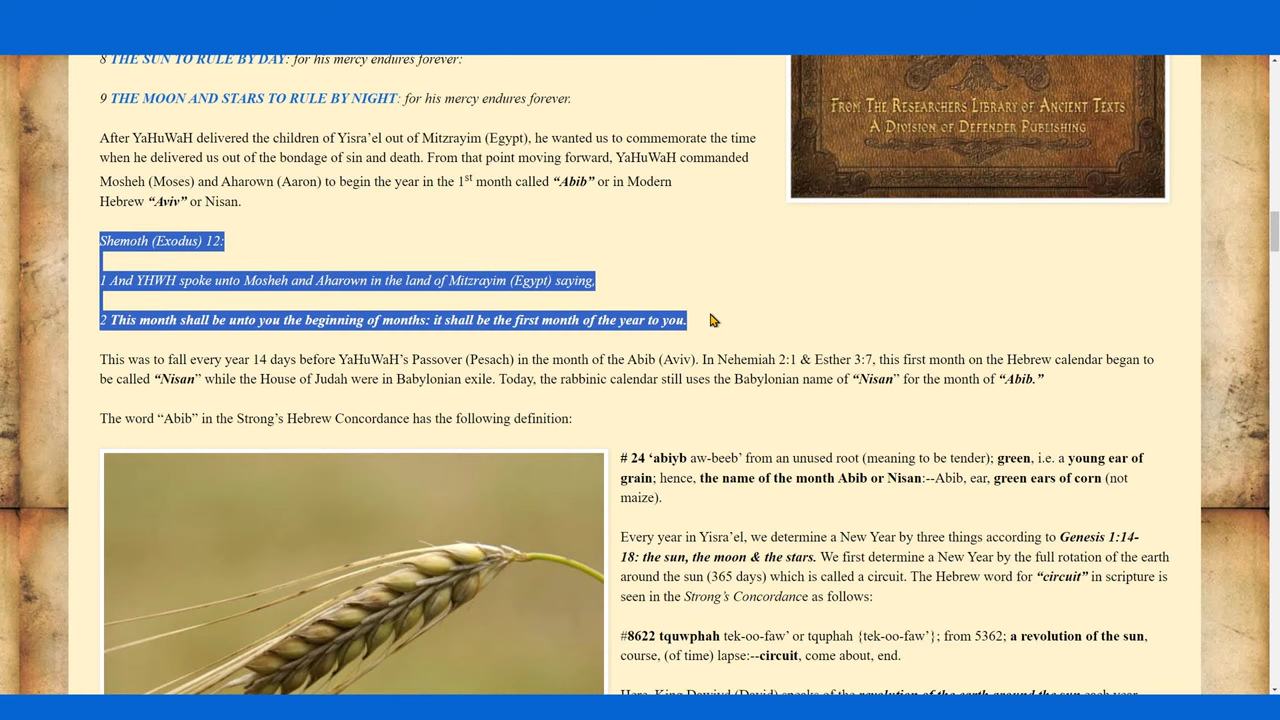 8 THE SUN TO RULE BY DAY: for his mercy endures forever:
9 THE MOON AND STARS TO RULE BY NIGHT: for his mercy endures forever.
After YaHuWaH delivered the children of Yisra’el out of Mitzrayim (Egypt), he wanted us to commemorate the time
when he delivered us out of the bondage of sin and death. From that point moving forward, YaHuWaH commanded
Mosheh (Moses) and Aharown (Aaron) to begin the year in the 1st month called “Abib” or in Modern
Hebrew “Aviv” or Nisan.
FROM THE RESEARCHERS LIBRARY OF ANCIENT TEXTS
A DIVISION OF DEFENDER PUBLISHING
Shemoth (Exodus) 12:
1 And YHWH spoke unto Mosheh and Aharown in the land of Mitzrayim (Egypt) saying,
2 This month shall be unto you the beginning of months: it shall be the first month of the year to you.
This was to fall every year 14 days before YaHuWaH’s Passover (Pesach) in the month of the Abib (Aviv). In Nehemiah 2:1 & Esther 3:7, this first month on the Hebrew calendar began to
be called “Nisan” while the House of Judah were in Babylonian exile. Today, the rabbinic calendar still uses the Babylonian name of “Nisan” for the month of “Abib.”
The word “Abib” in the Strong’s Hebrew Concordance has the following definition:
# 24 ‘abiyb aw-beeb’ from an unused root (meaning to be tender); green, i.e. a young ear of
grain; hence, the name of the month Abib or Nisan:--Abib, ear, green ears of corn (not
maize).
Every year in Yisra’el, we determine a New Year by three things according to Genesis 1:14-
18: the sun, the moon & the stars. We first determine a New Year by the full rotation of the earth
around the sun (365 days) which is called a circuit. The Hebrew word for “circuit” in scripture is
seen in the Strong’s Concordance as follows:
#8622 tquwphah tek-oo-faw’ or tquphah {tek-oo-faw’}; from 5362; a revolution of the sun,
course, (of time) lapse:--circuit, come about, end.
Here, King Dawiyd (David) speaks of the revolution of the earth around the sun each year